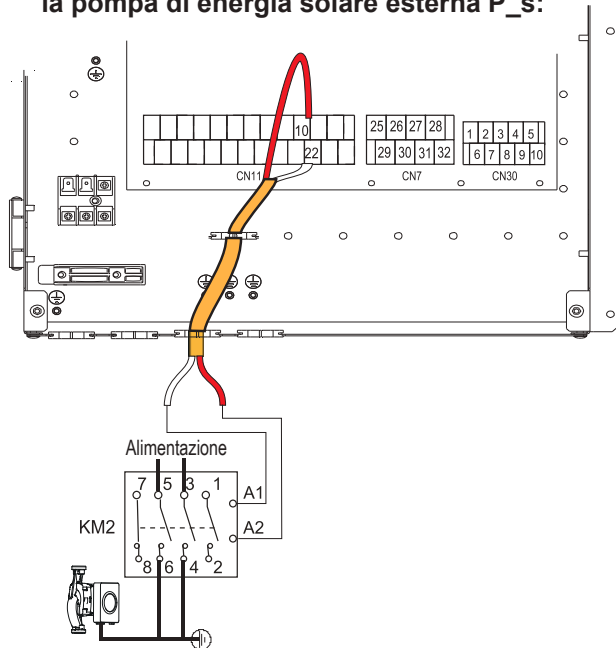 la pompa di energia solare esterna P_s:
10
22
CN11
25 26 27 28
29 30 31 32
CN7
1 2 3 4 5
6 7 8 9 10
CN30
Alimentazione
7 5 3 1
A1
KM2
A2
8 6 4 2